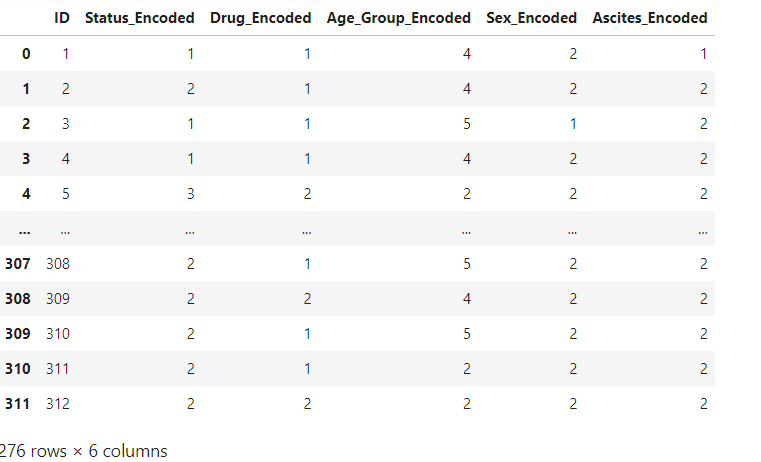 ID Status_Encoded Drug_Encoded Age_Group_Encoded Sex_Encoded Ascites_Encoded
0 1 1 1 4 2 1
1 2 2 1 4 2 2
2 3 1 1 5 1 2
3 4 1 1 4 2 2
4 5 3 2 2 2 2
... ... ... ... ... ... ...
307 308 2 1 5 2 2
308 309 2 2 4 2 2
309 310 2 1 5 2 2
310 311 2 1 2 2 2
311 312 2 2 2 2 2
276 rows × 6 columns